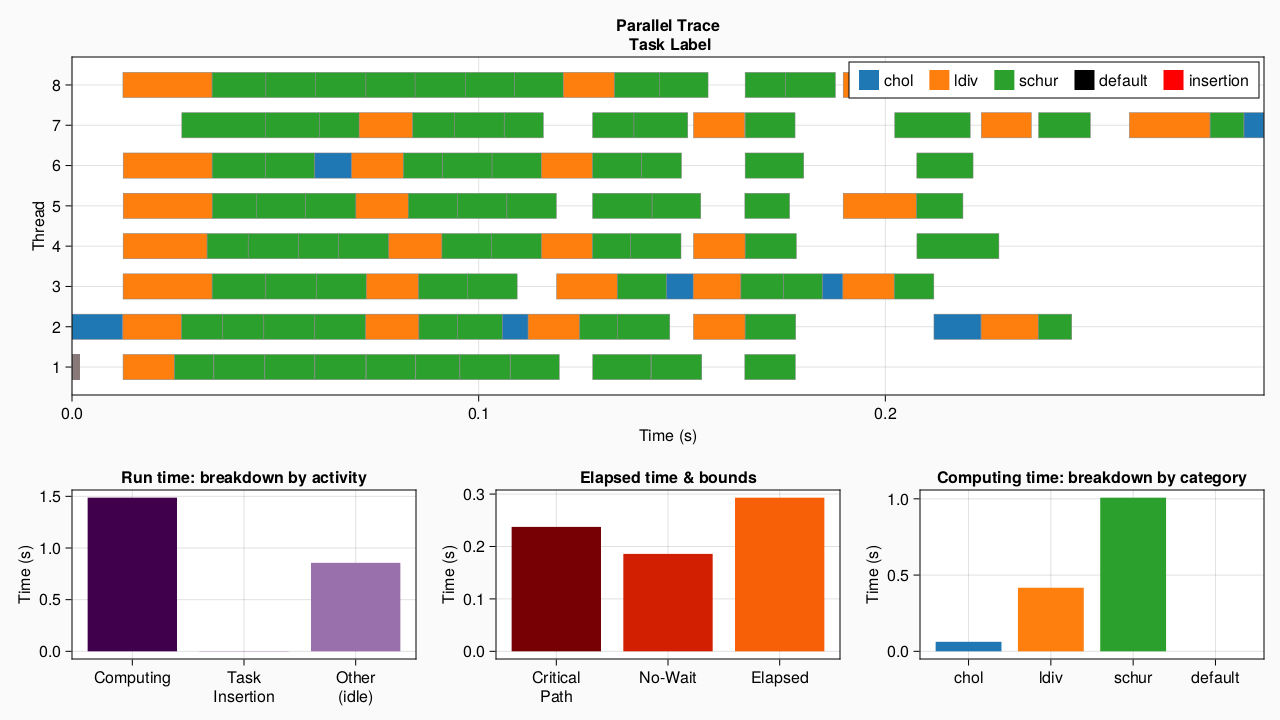 Parallel Trace
Task Label
chol ldiv schur default insertion
8
7
6
5
4
3
2
1
Thread
0.0 0.1 0.2
Time (s)
Run time: breakdown by activity
1.5
1.0
0.5
0.0
Time (s)
Computing Task Insertion Other (idle)
Elapsed time & bounds
0.3
0.2
0.1
0.0
Time (s)
Critical Path No-Wait Elapsed
Computing time: breakdown by category
1.0
0.5
0.0
Time (s)
chol ldiv schur default